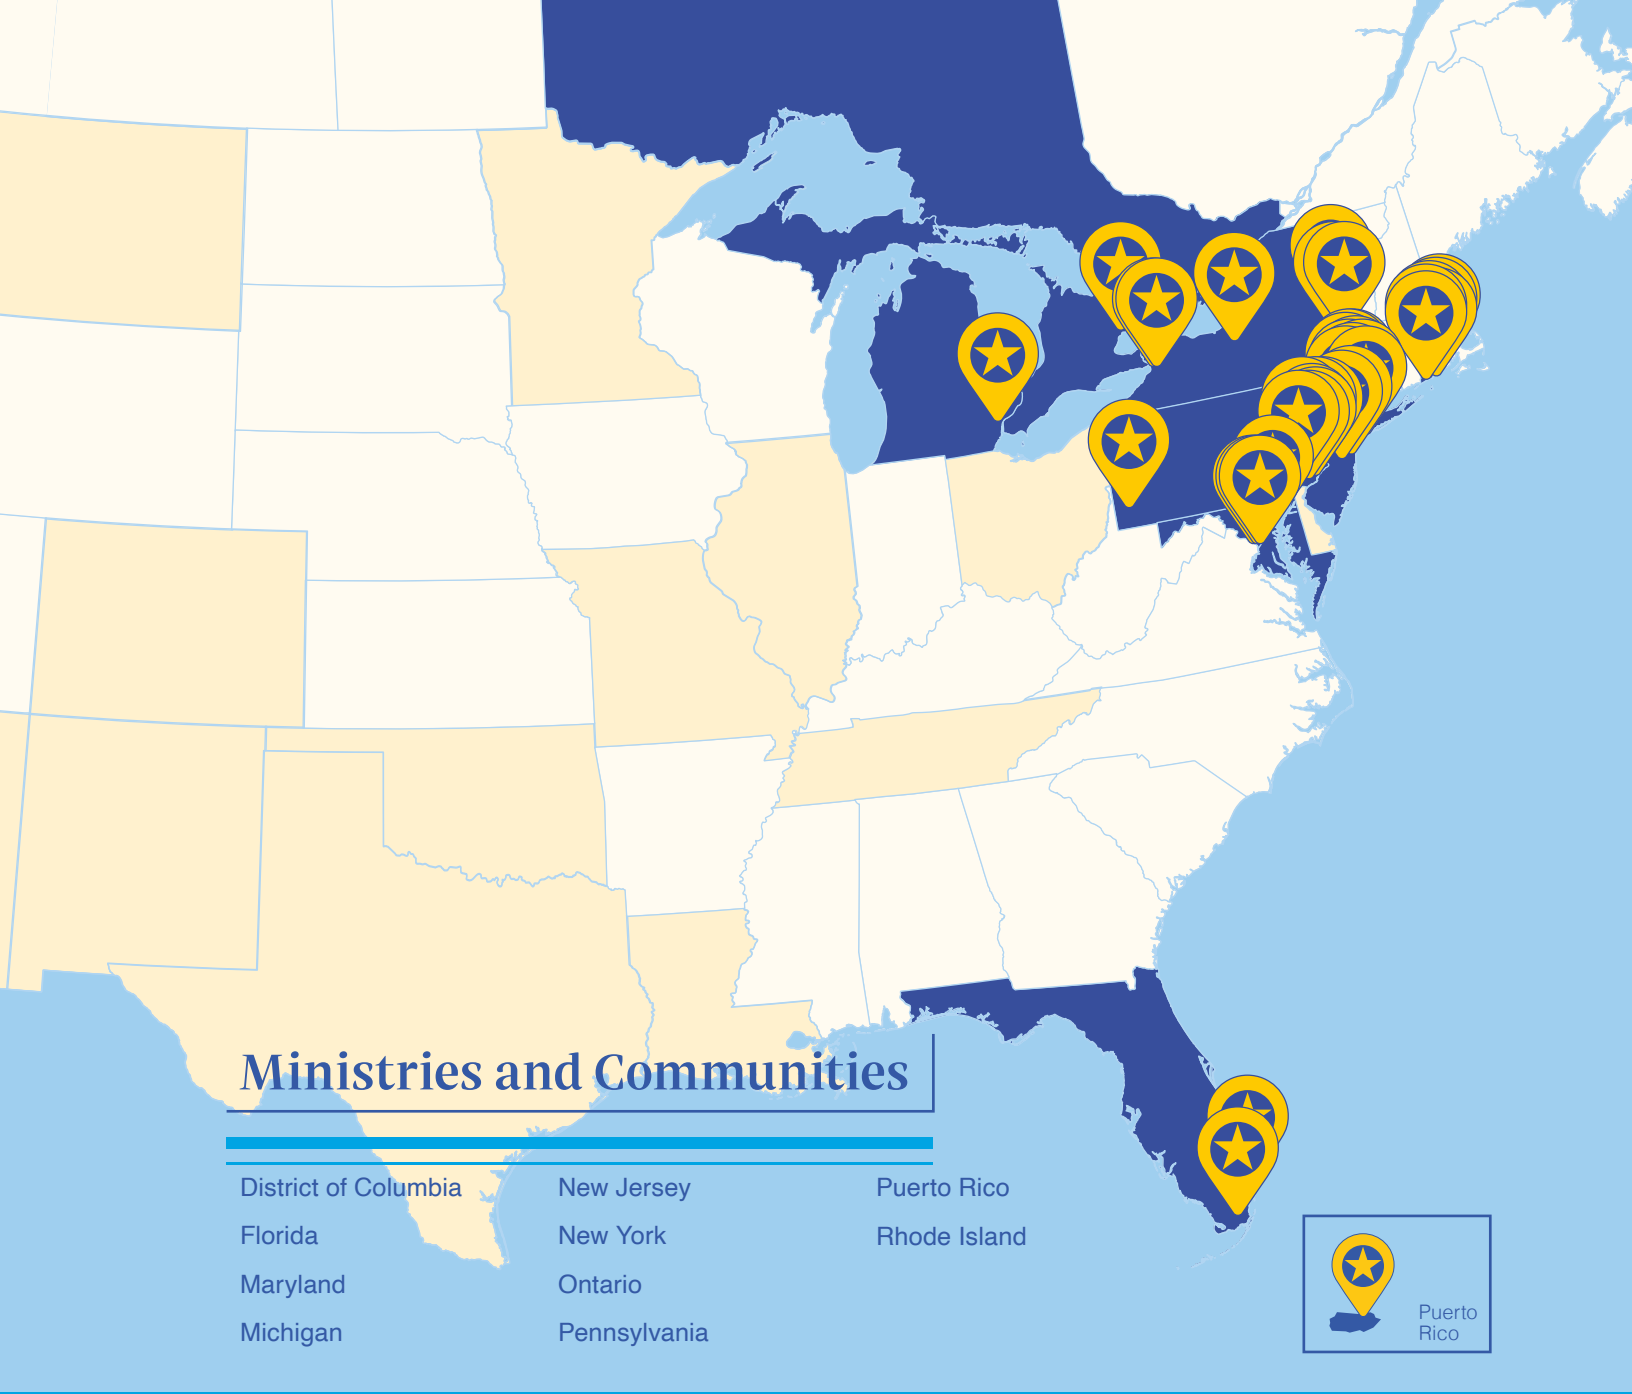 Ministries and Communities
District of Columbia
Florida
Maryland
Michigan
New Jersey
New York
Ontario
Pennsylvania
Puerto Rico
Rhode Island
Puerto
Rico